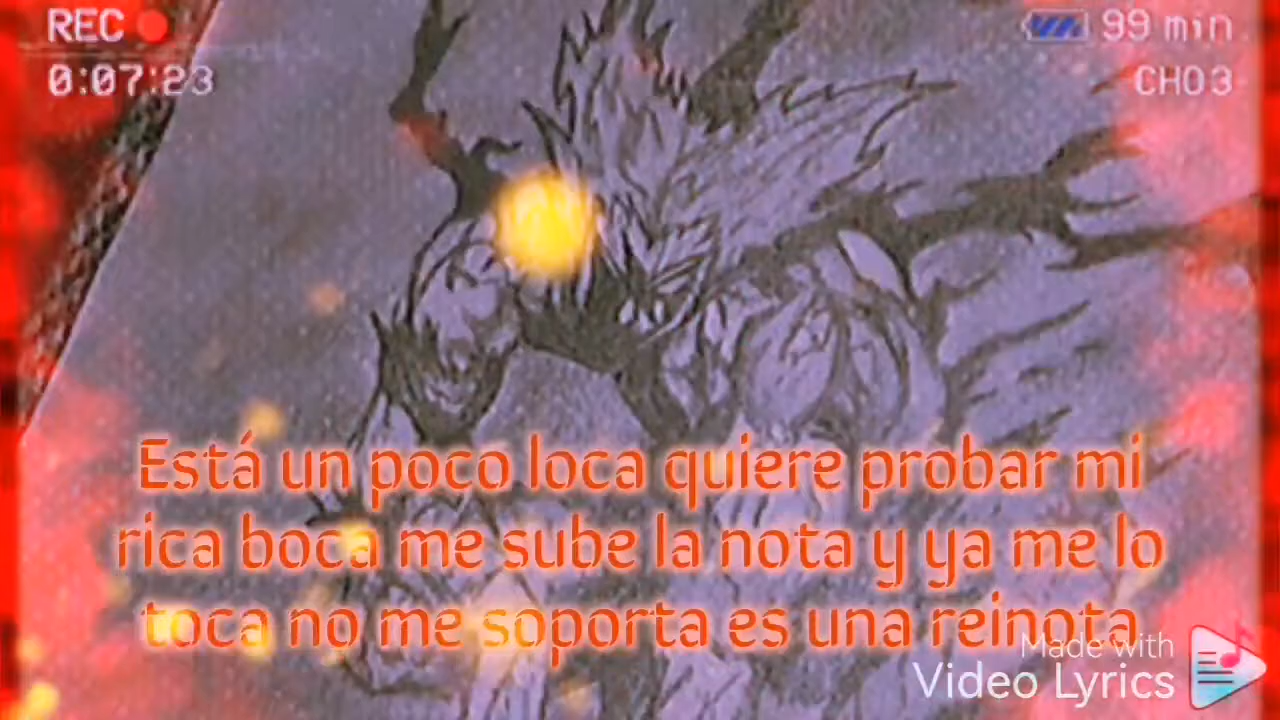 REC
99 min
0:07:23
CH03
Está un poco loca quiere probar mi
rica boca me sube la nota y ya me lo
toca no me soporta es una reinota
Made with
Video Lyrics